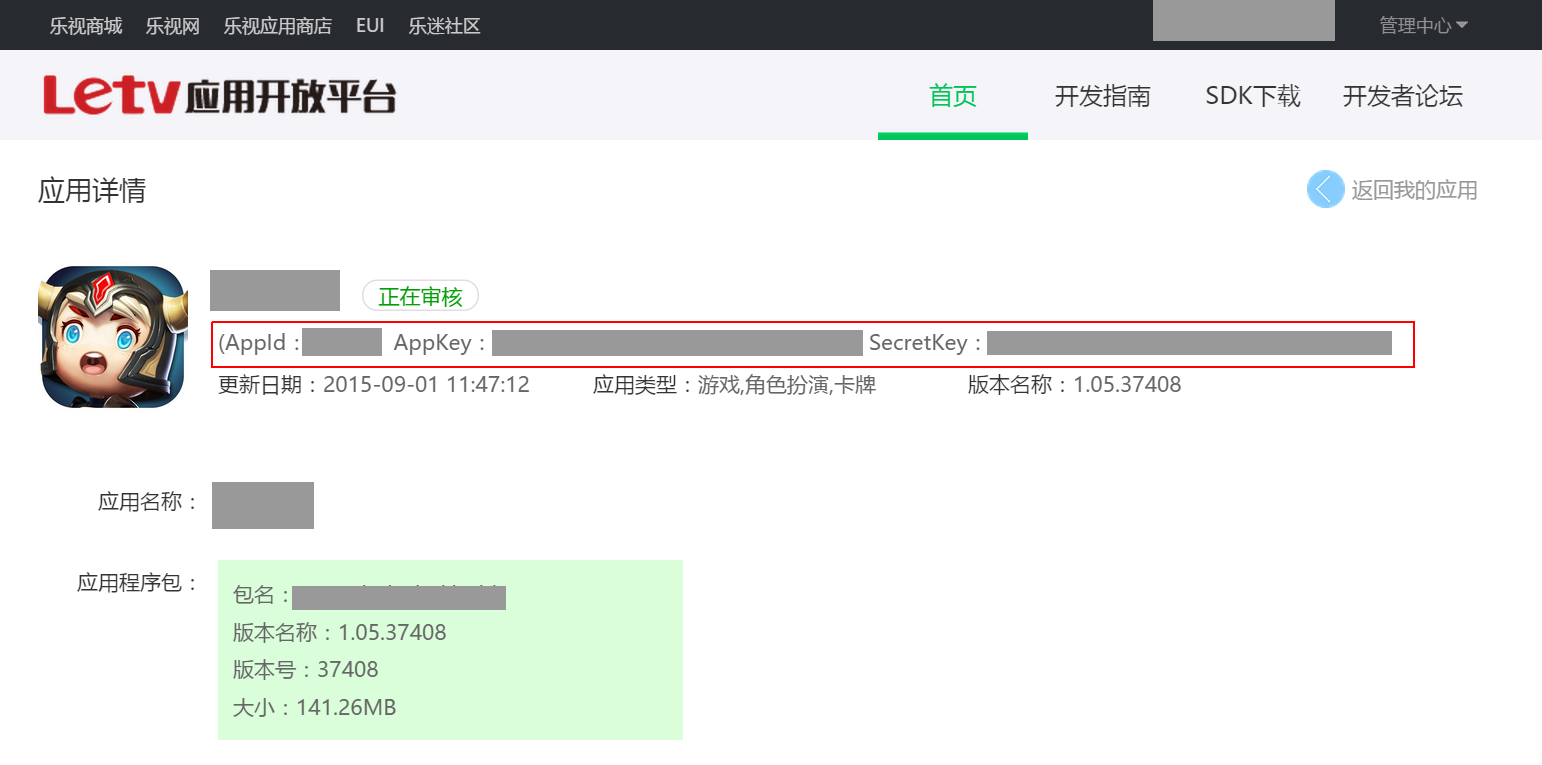 乐视商城 乐视网 乐视应用商店 EUI 乐迷社区 管理中心
Letv应用开放平台 首页 开发指南 SDK下载 开发者论坛
应用详情 返回我的应用
正在审核
(AppId： AppKey： SecretKey：
更新日期：2015-09-01 11:47:12 应用类型：游戏,角色扮演,卡牌 版本名称：1.05.37408
应用名称：
应用程序包：
包名：
版本名称：1.05.37408
版本号：37408
大小：141.26MB